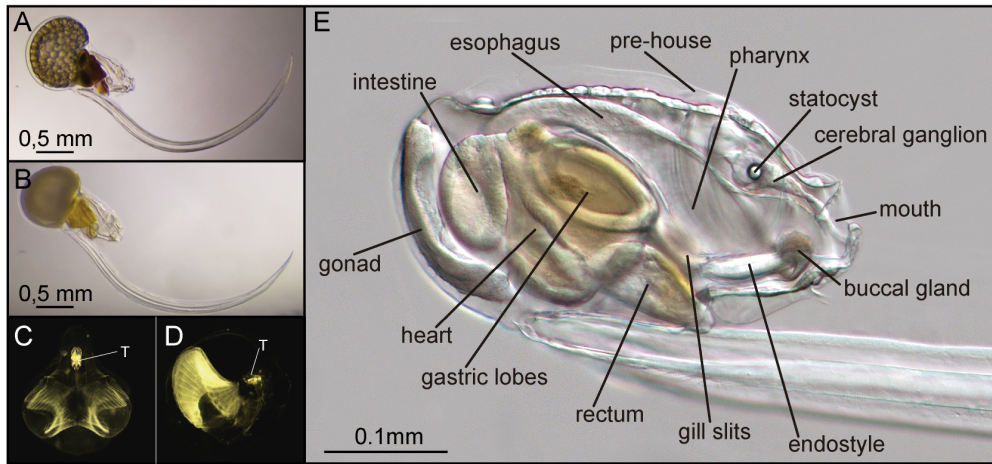 A
0,5 mm
B
0,5 mm
C
T
D
T
E
esophagus
pre-house
pharynx
intestine
statocyst
cerebral ganglion
mouth
gonad
buccal gland
heart
gastric lobes
rectum
gill slits
endostyle
0.1mm